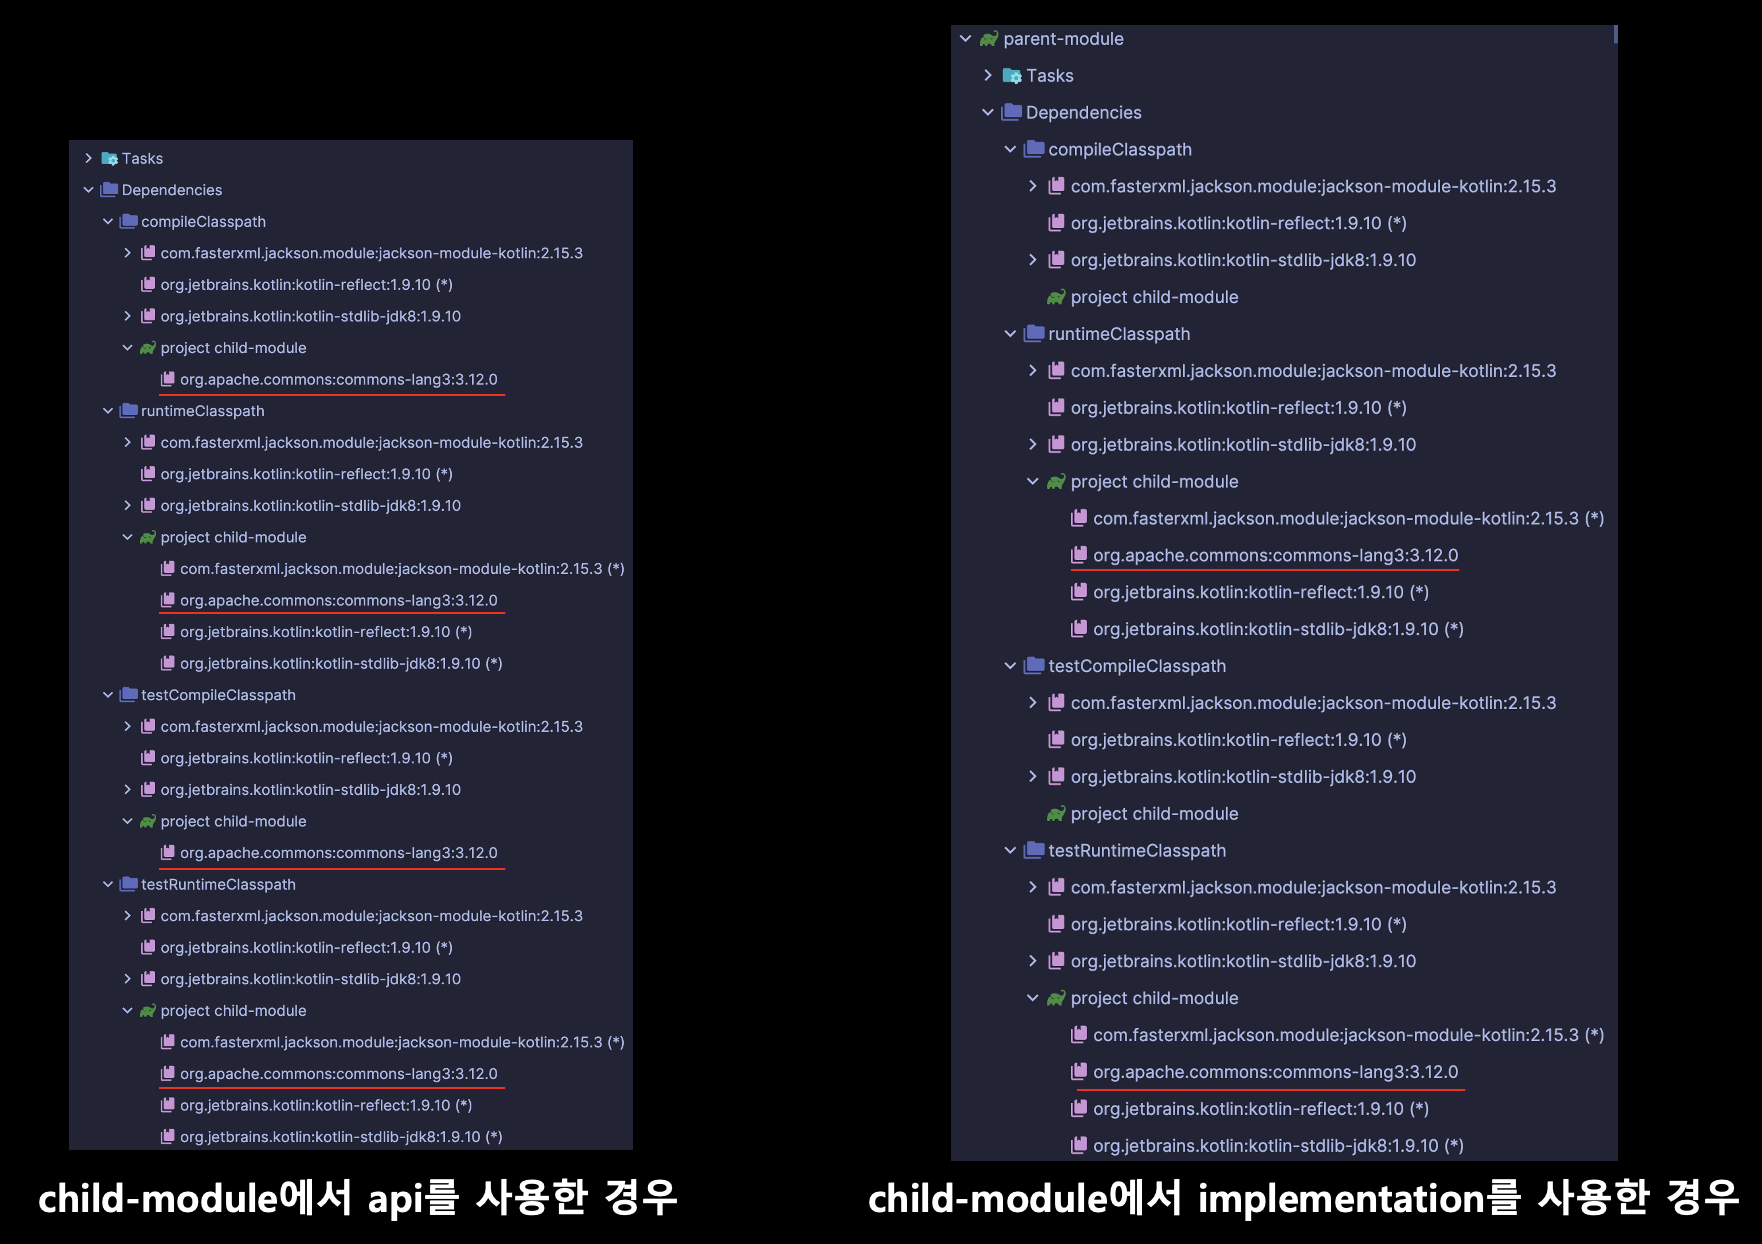 Tasks
Dependencies
compileClasspath
com.fasterxml.jackson.module:jackson-module-kotlin:2.15.3
org.jetbrains.kotlin:kotlin-reflect:1.9.10 (*)
org.jetbrains.kotlin:kotlin-stdlib-jdk8:1.9.10
project child-module
org.apache.commons:commons-lang3:3.12.0
runtimeClasspath
com.fasterxml.jackson.module:jackson-module-kotlin:2.15.3
org.jetbrains.kotlin:kotlin-reflect:1.9.10 (*)
org.jetbrains.kotlin:kotlin-stdlib-jdk8:1.9.10
project child-module
com.fasterxml.jackson.module:jackson-module-kotlin:2.15.3 (*)
org.apache.commons:commons-lang3:3.12.0
org.jetbrains.kotlin:kotlin-reflect:1.9.10 (*)
org.jetbrains.kotlin:kotlin-stdlib-jdk8:1.9.10 (*)
testCompileClasspath
com.fasterxml.jackson.module:jackson-module-kotlin:2.15.3
org.jetbrains.kotlin:kotlin-reflect:1.9.10 (*)
org.jetbrains.kotlin:kotlin-stdlib-jdk8:1.9.10
project child-module
org.apache.commons:commons-lang3:3.12.0
testRuntimeClasspath
com.fasterxml.jackson.module:jackson-module-kotlin:2.15.3
org.jetbrains.kotlin:kotlin-reflect:1.9.10 (*)
org.jetbrains.kotlin:kotlin-stdlib-jdk8:1.9.10
project child-module
com.fasterxml.jackson.module:jackson-module-kotlin:2.15.3 (*)
org.apache.commons:commons-lang3:3.12.0
org.jetbrains.kotlin:kotlin-reflect:1.9.10 (*)
org.jetbrains.kotlin:kotlin-stdlib-jdk8:1.9.10 (*)
child-module에서 api를 사용한 경우
parent-module
Tasks
Dependencies
compileClasspath
com.fasterxml.jackson.module:jackson-module-kotlin:2.15.3
org.jetbrains.kotlin:kotlin-reflect:1.9.10 (*)
org.jetbrains.kotlin:kotlin-stdlib-jdk8:1.9.10
project child-module
runtimeClasspath
com.fasterxml.jackson.module:jackson-module-kotlin:2.15.3
org.jetbrains.kotlin:kotlin-reflect:1.9.10 (*)
org.jetbrains.kotlin:kotlin-stdlib-jdk8:1.9.10
project child-module
com.fasterxml.jackson.module:jackson-module-kotlin:2.15.3 (*)
org.apache.commons:commons-lang3:3.12.0
org.jetbrains.kotlin:kotlin-reflect:1.9.10 (*)
org.jetbrains.kotlin:kotlin-stdlib-jdk8:1.9.10 (*)
testCompileClasspath
com.fasterxml.jackson.module:jackson-module-kotlin:2.15.3
org.jetbrains.kotlin:kotlin-reflect:1.9.10 (*)
org.jetbrains.kotlin:kotlin-stdlib-jdk8:1.9.10
project child-module
testRuntimeClasspath
com.fasterxml.jackson.module:jackson-module-kotlin:2.15.3
org.jetbrains.kotlin:kotlin-reflect:1.9.10 (*)
org.jetbrains.kotlin:kotlin-stdlib-jdk8:1.9.10
project child-module
com.fasterxml.jackson.module:jackson-module-kotlin:2.15.3 (*)
org.apache.commons:commons-lang3:3.12.0
org.jetbrains.kotlin:kotlin-reflect:1.9.10 (*)
org.jetbrains.kotlin:kotlin-stdlib-jdk8:1.9.10 (*)
child-module에서 implementation를 사용한 경우